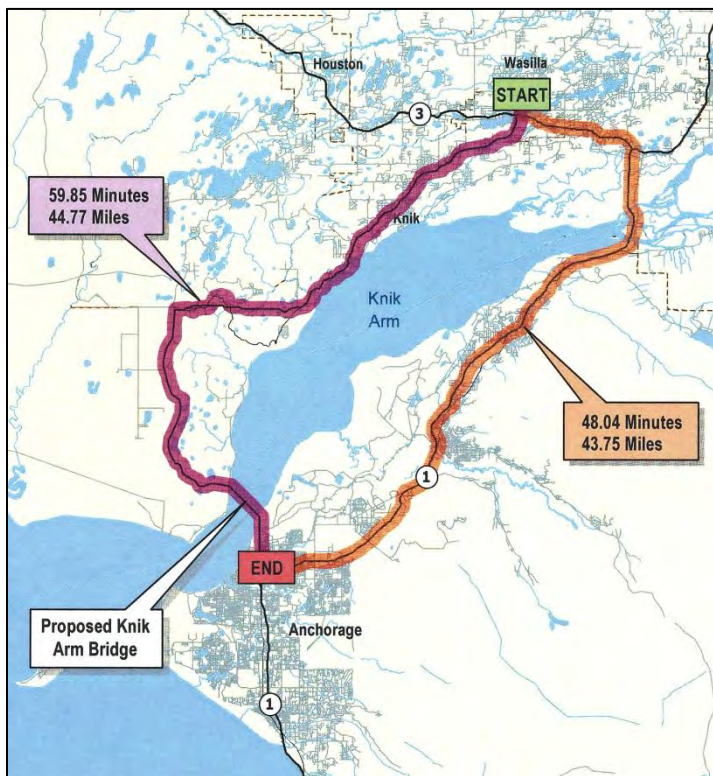 Houston
Wasilla
START
3
59.85 Minutes
44.77 Miles
Knik
Knik
Arm
48.04 Minutes
43.75 Miles
1
END
Proposed Knik
Arm Bridge
Anchorage
1